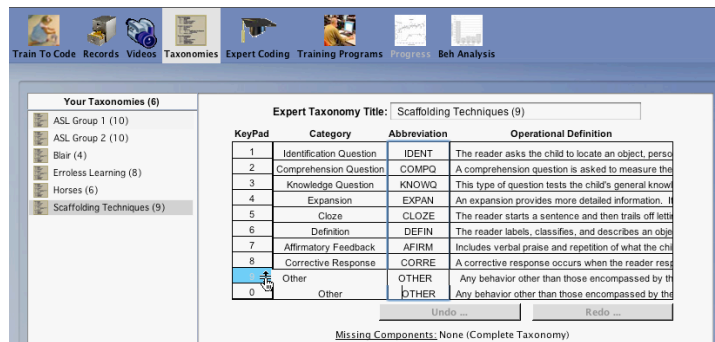 Train To Code Records Videos Taxonomies Expert Coding Training Programs Progress Beh Analysis
Your Taxonomies (6)
ASL Group 1 (10)
ASL Group 2 (10)
Blair (4)
Erroless Learning (8)
Horses (6)
Scaffolding Techniques (9)
Expert Taxonomy Title: Scaffolding Techniques (9)
KeyPad Category Abbreviation Operational Definition
1 Identification Question IDENT The reader asks the child to locate an object, perso
2 Comprehension Question COMPQ A comprehension question is asked to measure the
3 Knowledge Question KNOWQ This type of question tests the child's general knowl
4 Expansion EXPAN An expansion provides more detailed information. I
5 Cloze CLOZE The reader starts a sentence and then trails off letti
6 Definition DEFIN The reader labels, classifies, and describes an obje
7 Affirmatory Feedback AFIRM Includes verbal praise and repetition of what the chi
8 Corrective Response CORRE A corrective response occurs when the reader resp
Other OTHER Any behavior other than those encompassed by th
0 Other OTHER Any behavior other than those encompassed by the
Undo ... Redo ...
Missing Components: None (Complete Taxonomy)